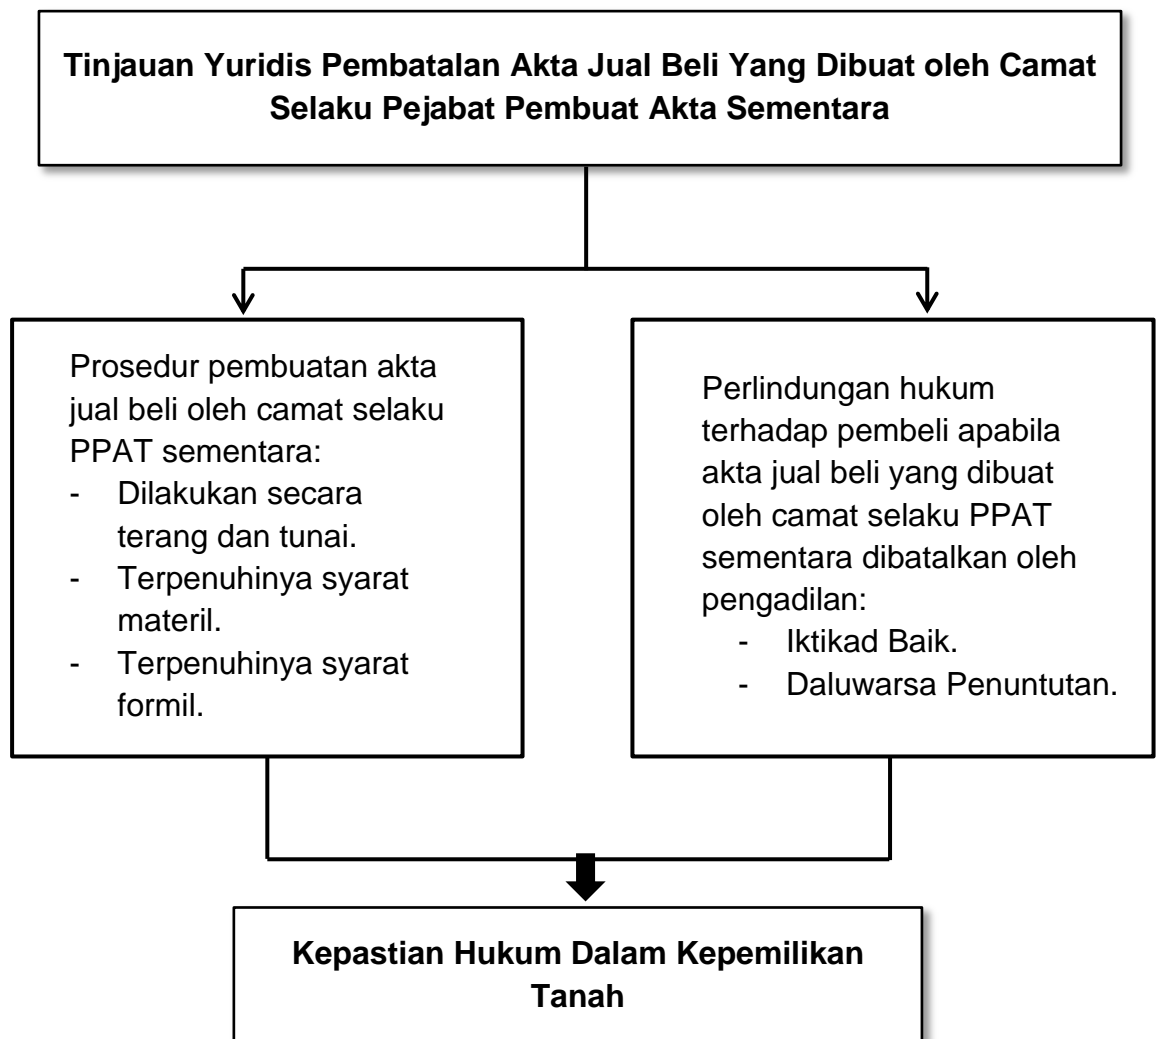 Tinjauan Yuridis Pembatalan Akta Jual Beli Yang Dibuat oleh Camat
Selaku Pejabat Pembuat Akta Sementara
Prosedur pembuatan akta
jual beli oleh camat selaku
PPAT sementara:
- Dilakukan secara
terang dan tunai.
- Terpenuhinya syarat
materil.
- Terpenuhinya syarat
formil.
Perlindungan hukum
terhadap pembeli apabila
akta jual beli yang dibuat
oleh camat selaku PPAT
sementara dibatalkan oleh
pengadilan:
- Iktikad Baik.
- Daluwarsa Penuntutan.
Kepastian Hukum Dalam Kepemilikan
Tanah